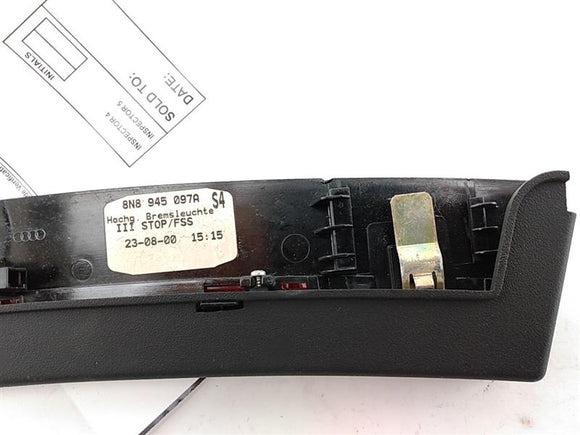 INITIALS
INSPECTOR 4
INSPECTOR 5
SOLD TO:
DATE:
8N8 945 097A S4
Hochg. Bremsleuchte
III STOP/FSS
23-08-00 15:15